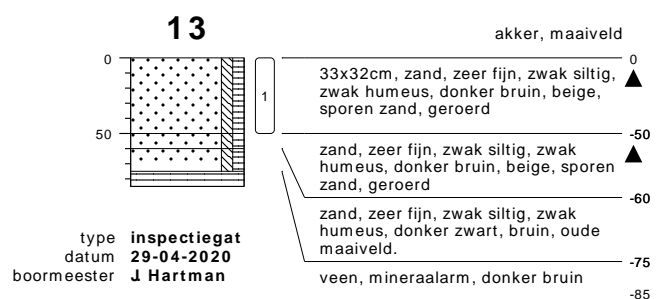 13
akker, maaiveld
0
0
33x32cm, zand, zeer fijn, zwak siltig,
zwak humeus, donker bruin, beige,
sporen zand, geroerd
1
50
-50
zand, zeer fijn, zwak siltig, zwak
humeus, donker bruin, beige, sporen
zand, geroerd
-60
zand, zeer fijn, zwak siltig, zwak
humeus, donker zwart, bruin, oude
maaiveld.
-75
veen, mineraalarm, donker bruin
-85
type inspectiegat
datum 29-04-2020
boormeester J Hartman